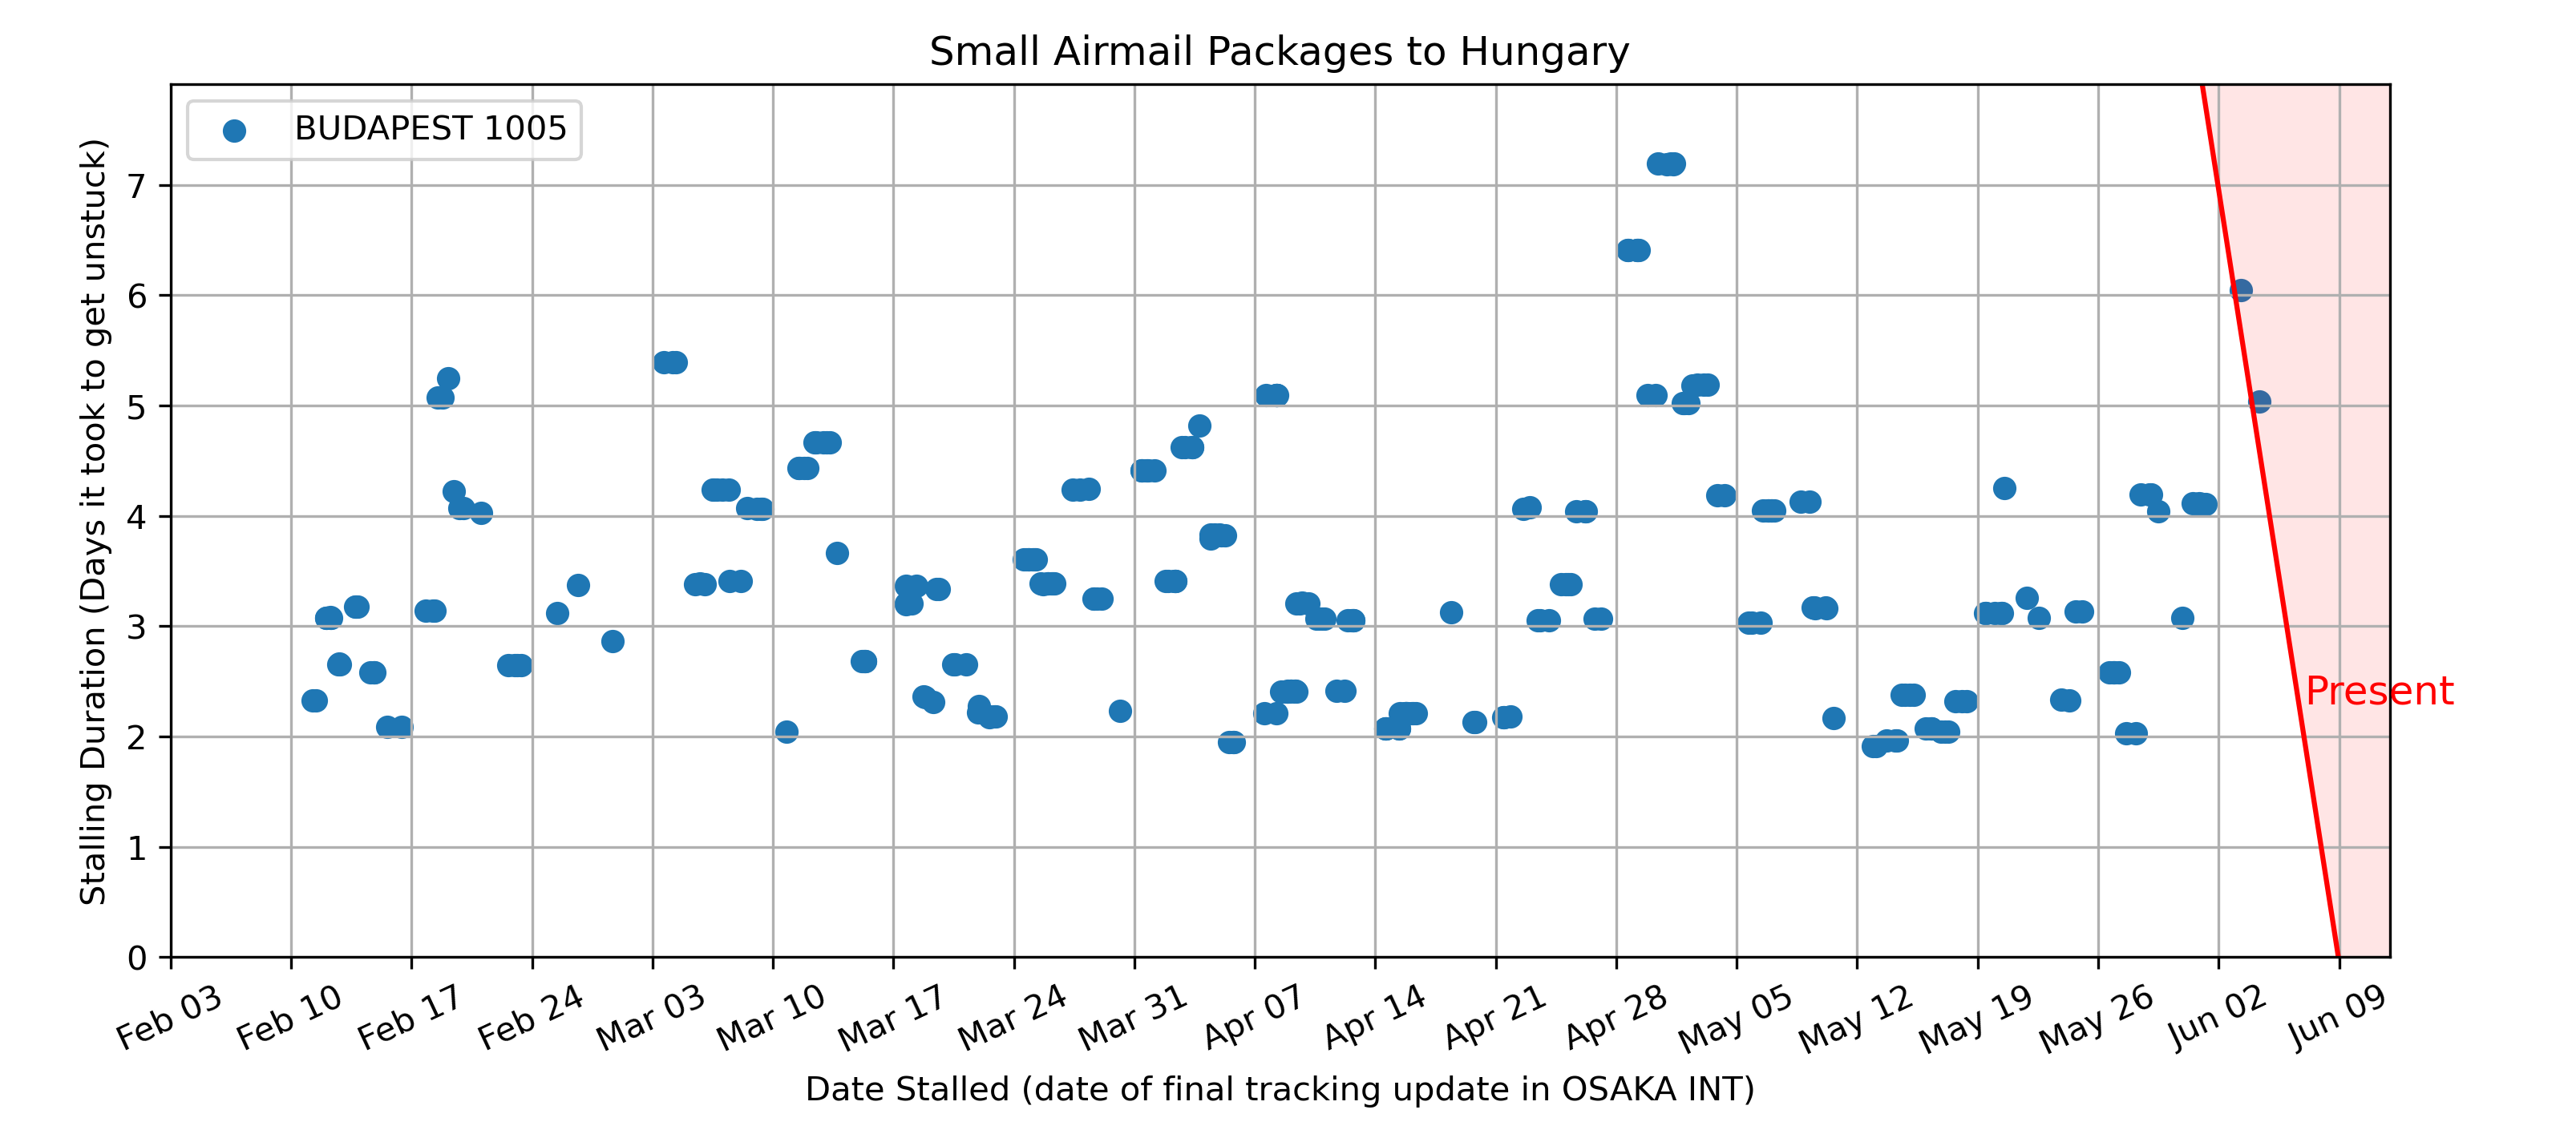 Small Airmail Packages to Hungary
BUDAPEST 1005
Stalling Duration (Days it took to get unstuck)
7
6
5
4
3
2
1
0
Present
Feb 03 Feb 10 Feb 17 Feb 24 Mar 03 Mar 10 Mar 17 Mar 24 Mar 31 Apr 07 Apr 14 Apr 21 Apr 28 May 05 May 12 May 19 May 26 Jun 02 Jun 09
Date Stalled (date of final tracking update in OSAKA INT)